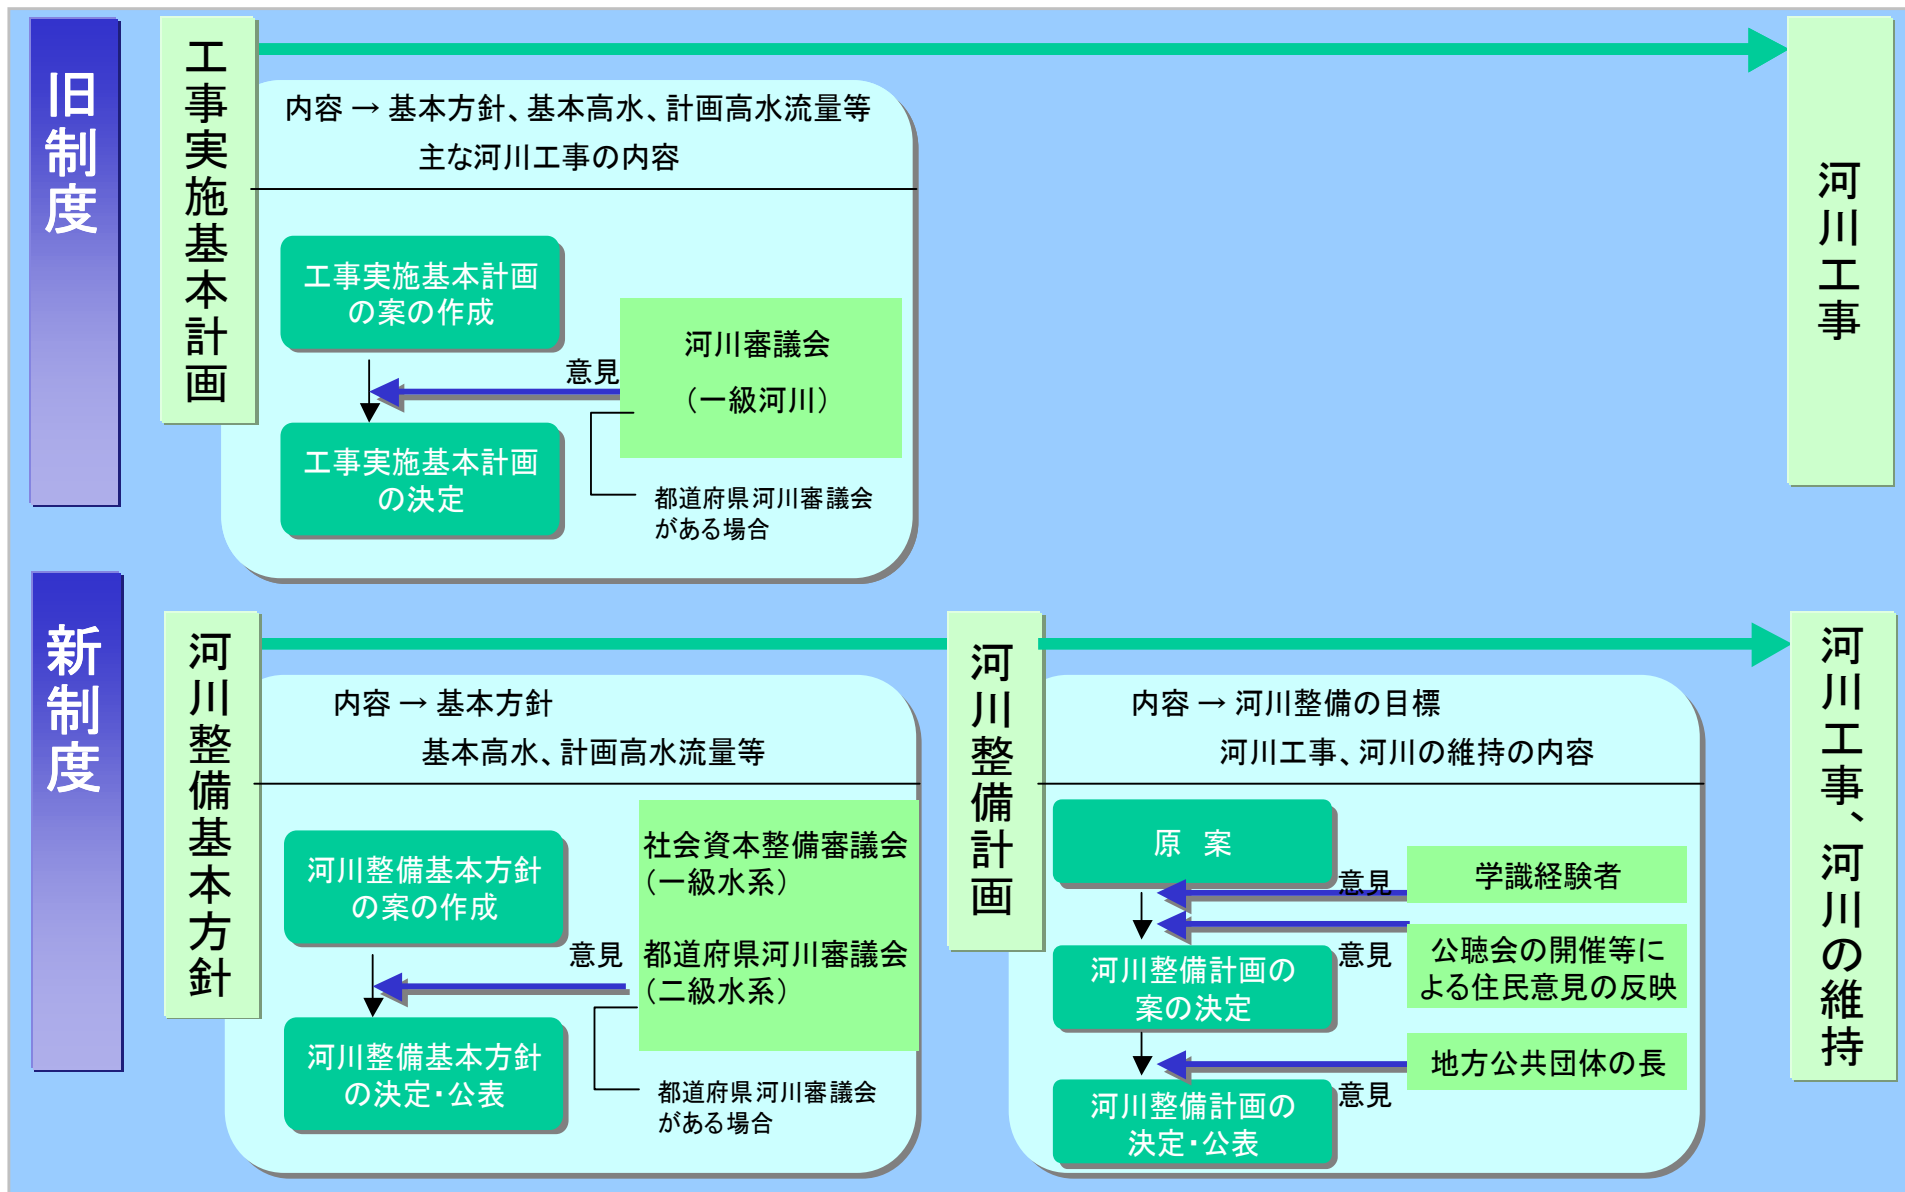 旧制度
工事実施基本計画
内容 → 基本方針、基本高水、計画高水流量等
主な河川工事の内容
工事実施基本計画
の案の作成
意見
河川審議会
（一級河川）
工事実施基本計画
の決定
都道府県河川審議会
がある場合
河川工事
新制度
河川整備基本方針
内容 → 基本方針
基本高水、計画高水流量等
河川整備基本方針
の案の作成
意見
社会資本整備審議会
（一級水系）
都道府県河川審議会
（二級水系）
河川整備基本方針
の決定・公表
都道府県河川審議会
がある場合
河川整備計画
内容 → 河川整備の目標
河川工事、河川の維持の内容
原 案
意見
学識経験者
意見
公聴会の開催等に
よる住民意見の反映
河川整備計画の
案の決定
地方公共団体の長
意見
河川整備計画の
決定・公表
河川工事、河川の維持